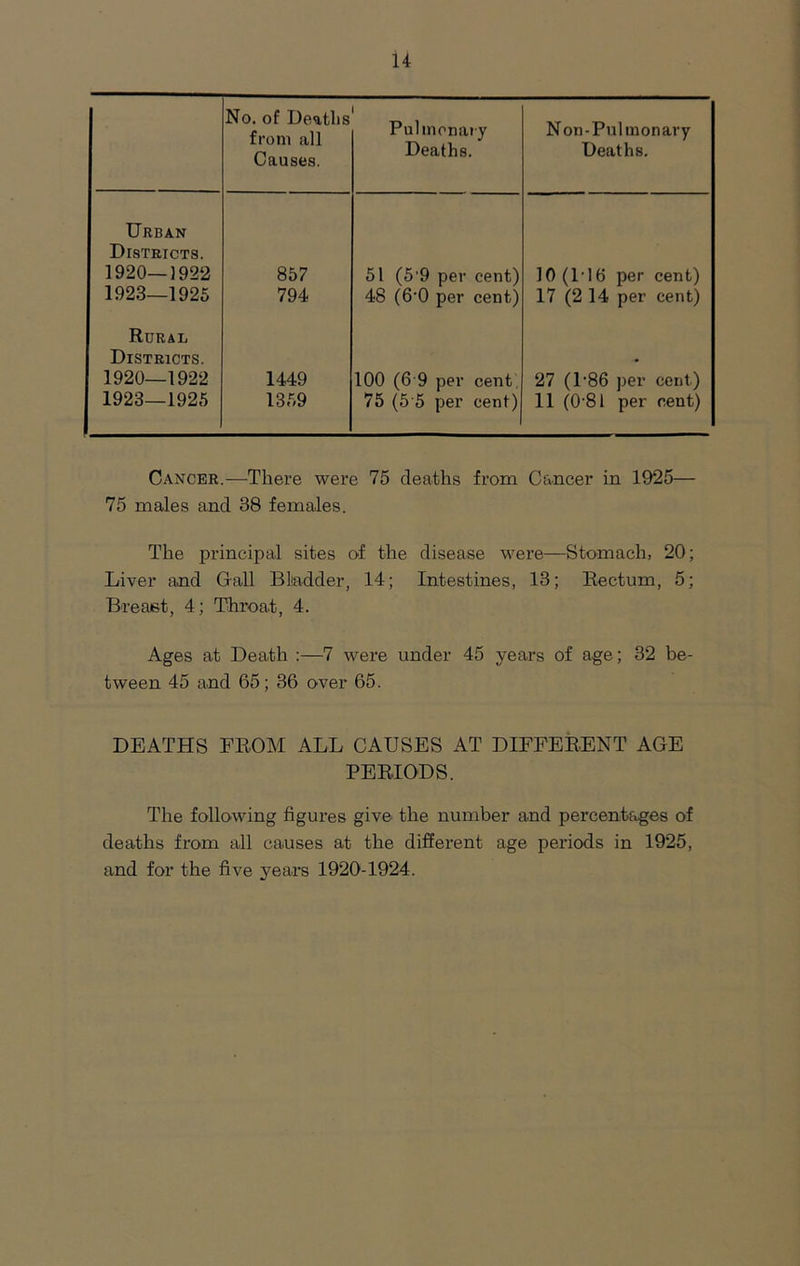 14
No. of Deaths from all Causes. Pulmonary Deaths. Non-Pulmonary Deaths.
URBAN
DISTRICTS.
1920—1922 857 51 (5·9 per cent) 10 (1·16 per cent)
1923—1925 794 48 (6·0 per cent) 17 (2 14 per cent)
RURAL
DISTRICTS.
1920—1922 1449 100 (6 9 per cent) 27 (1·86 per cent)
1923—1925 1359 75 (5 5 per cent) 11 (0·81 per cent)
CANCER.—There were 75 deaths from Cancer in 1925—
75 males and 38 females.
The principal sites of the disease were—Stomach, 20;
Liver and Gall Bladder, 14; Intestines, 13; Rectum, 5;
Breast, 4; Throat, 4.
Ages at Death :—7 were under 45 years of age; 32 be-
tween 45 and 65; 36 over 65.
DEATHS FROM ALL CAUSES AT DIFFERENT AGE
PERIODS.
The following figures give the number and percentages of
deaths from all causes at the different age periods in 1925,
and for the five years 1920-1924.